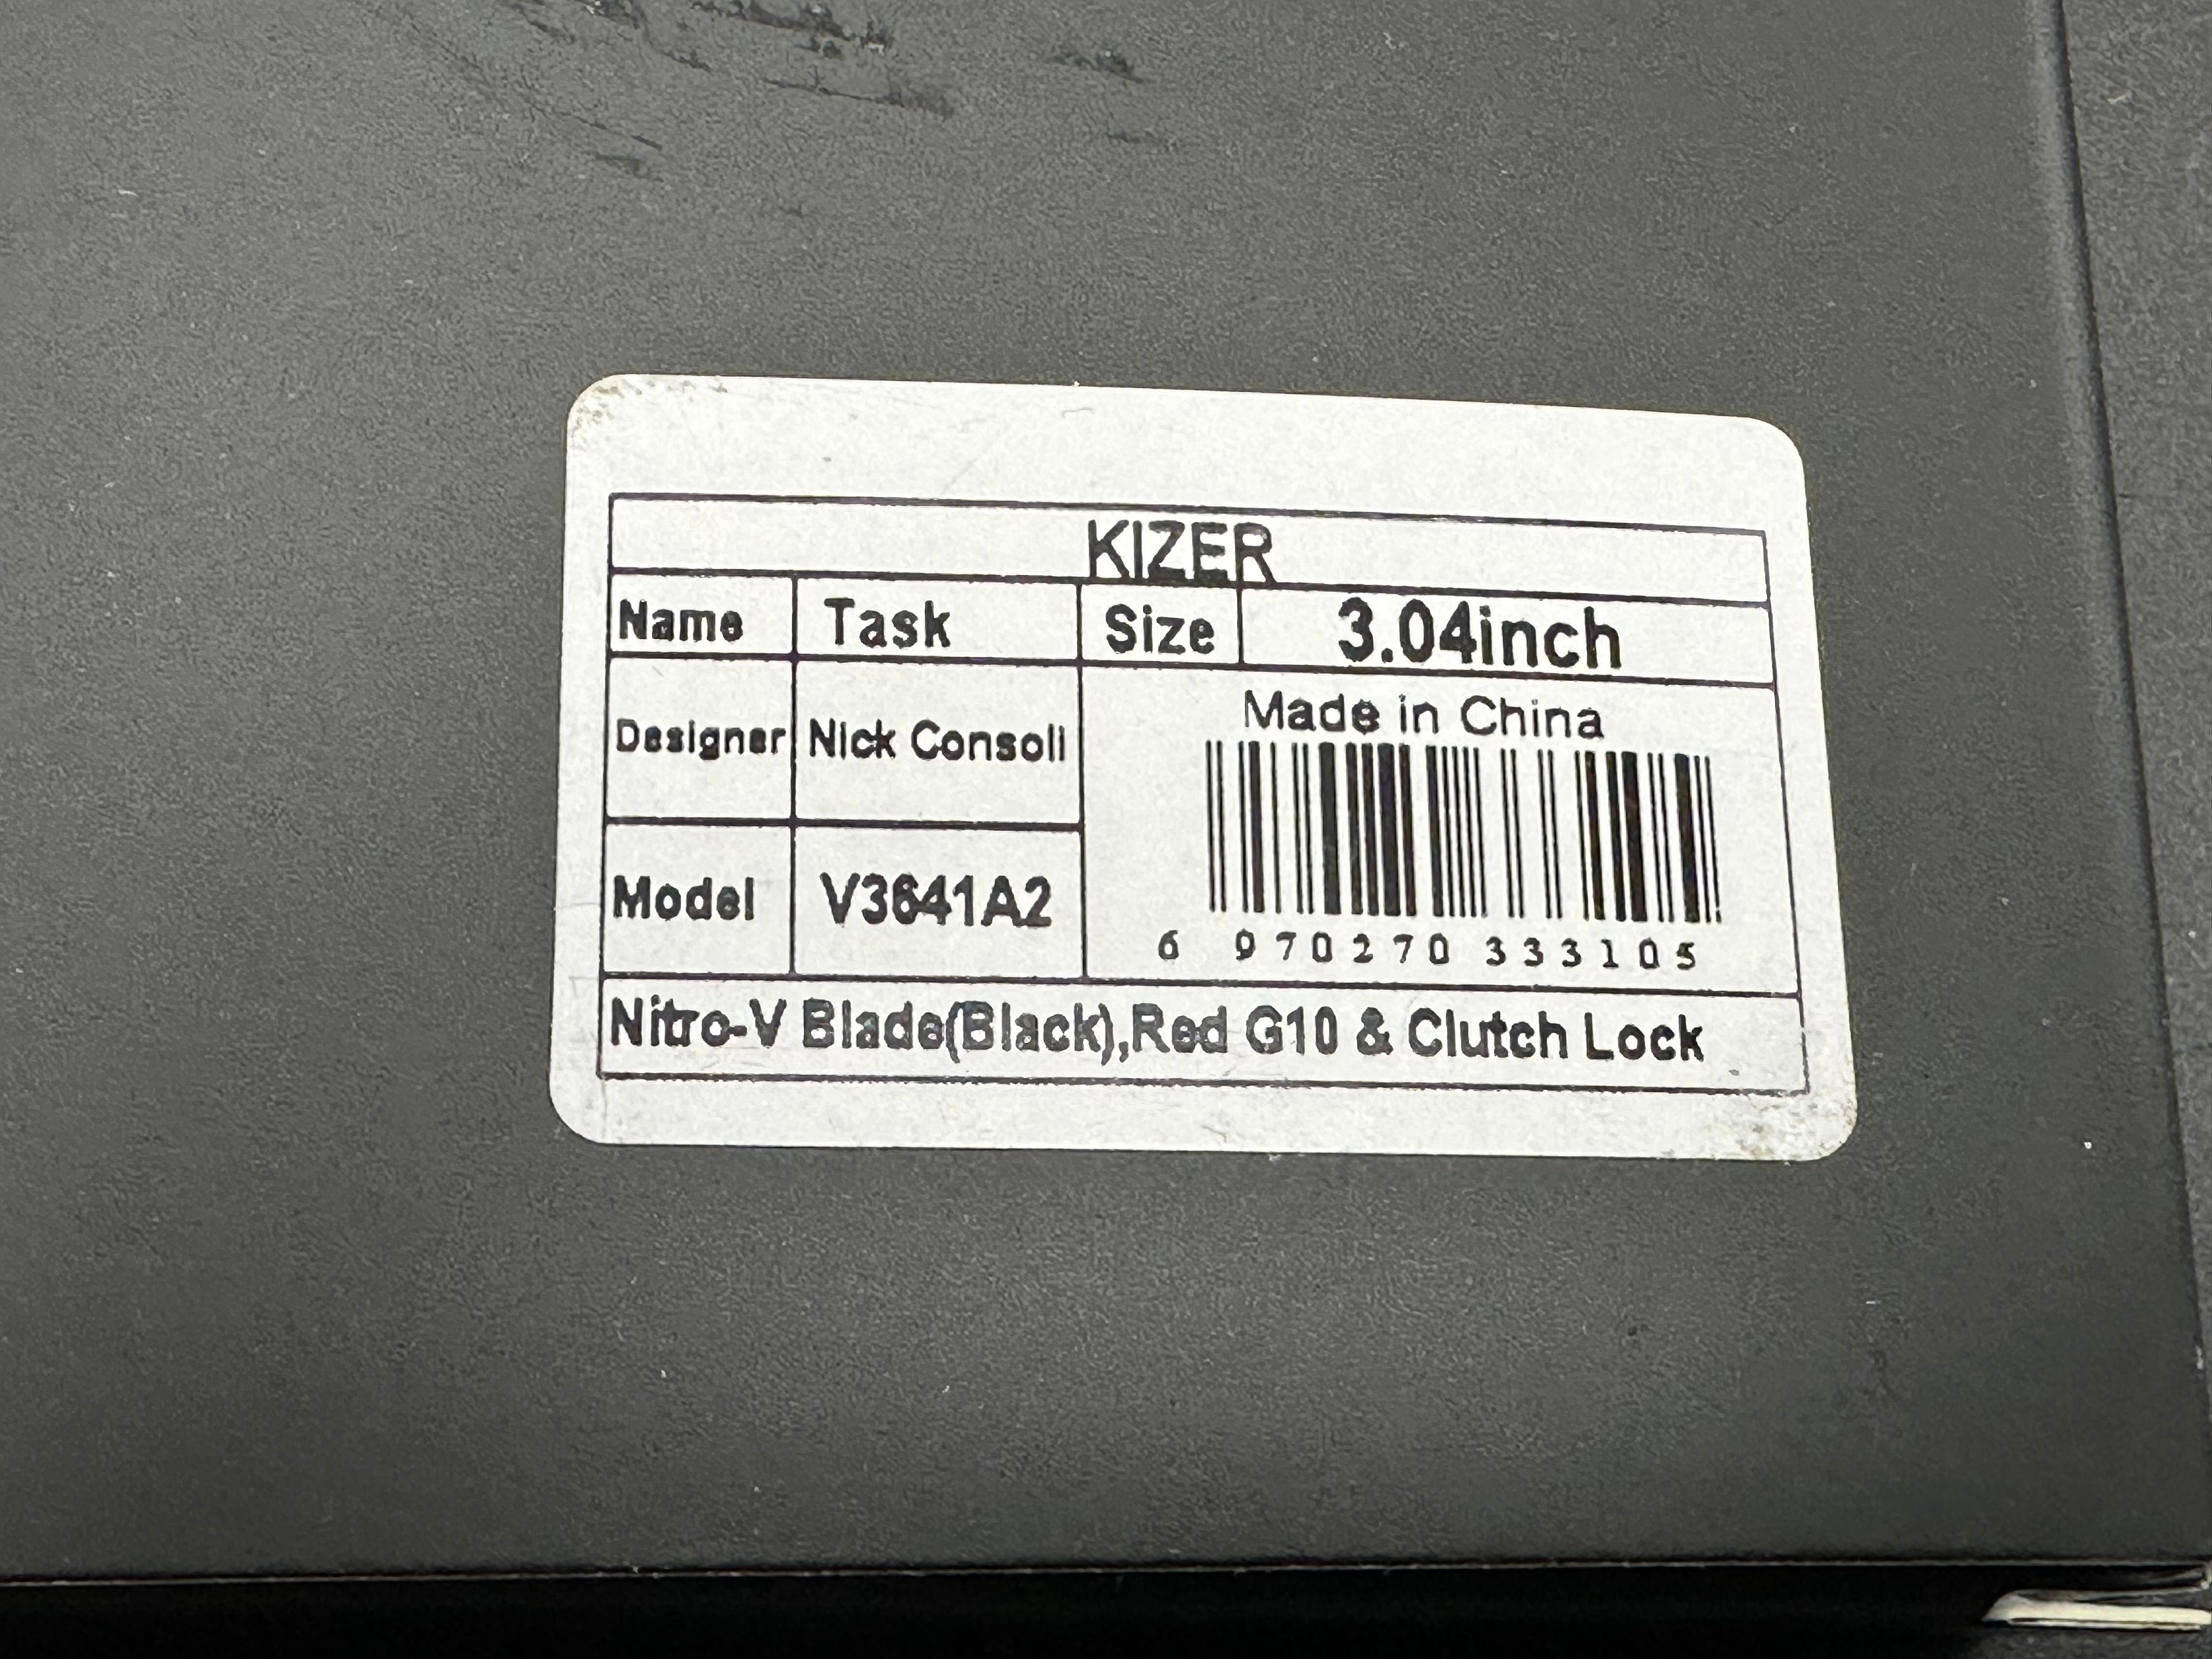 KIZER
Name Task Size 3.04inch
Made in China
Designer Nick Consoli
Model V3641A2
6 970270 333105
Nitro-V Blade(Black),Red G10 & Clutch Lock